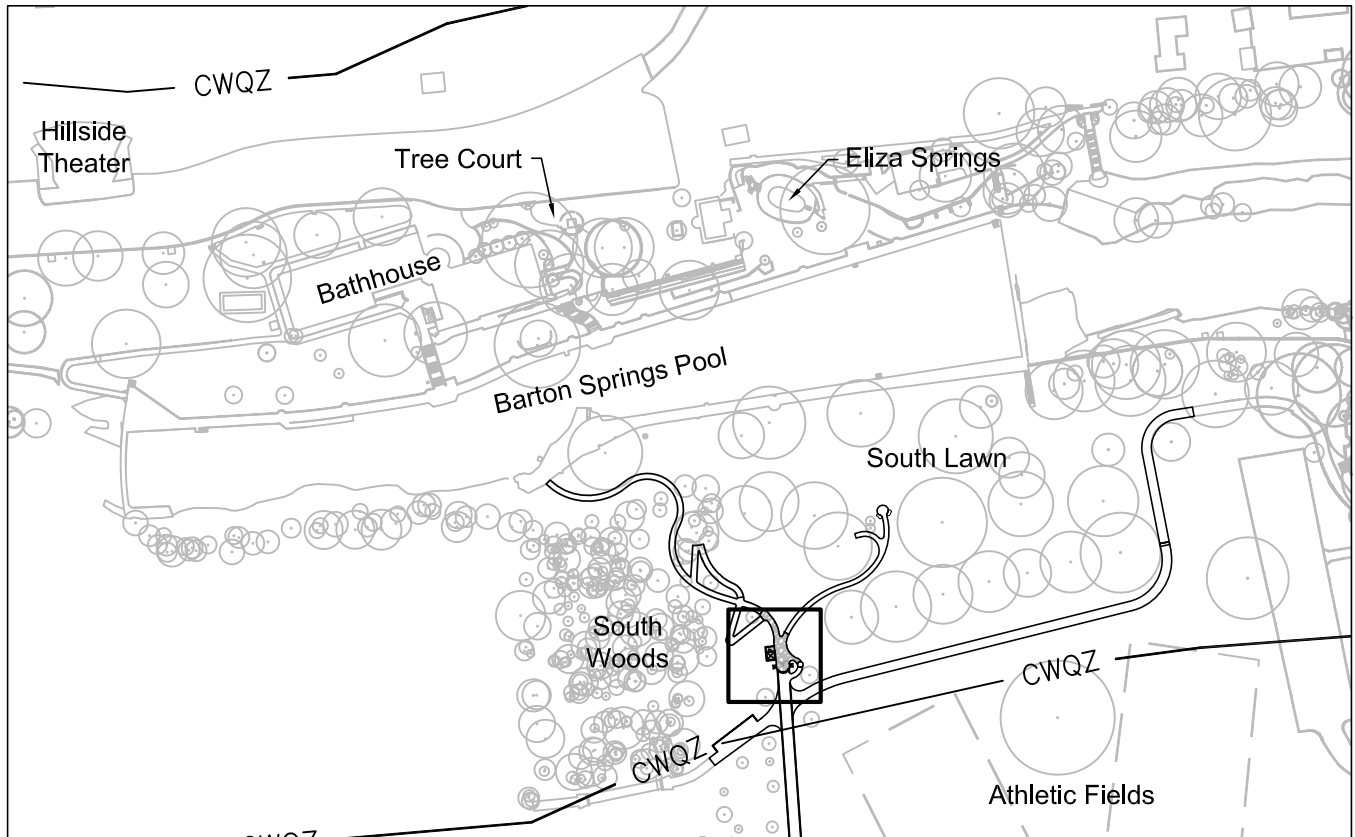 CWQZ
Hillside
Theater
Tree Court
Eliza Springs
Bathhouse
Barton Springs Pool
South Lawn
South
Woods
CWQZ
CWQZ
Athletic Fields
CWQZ